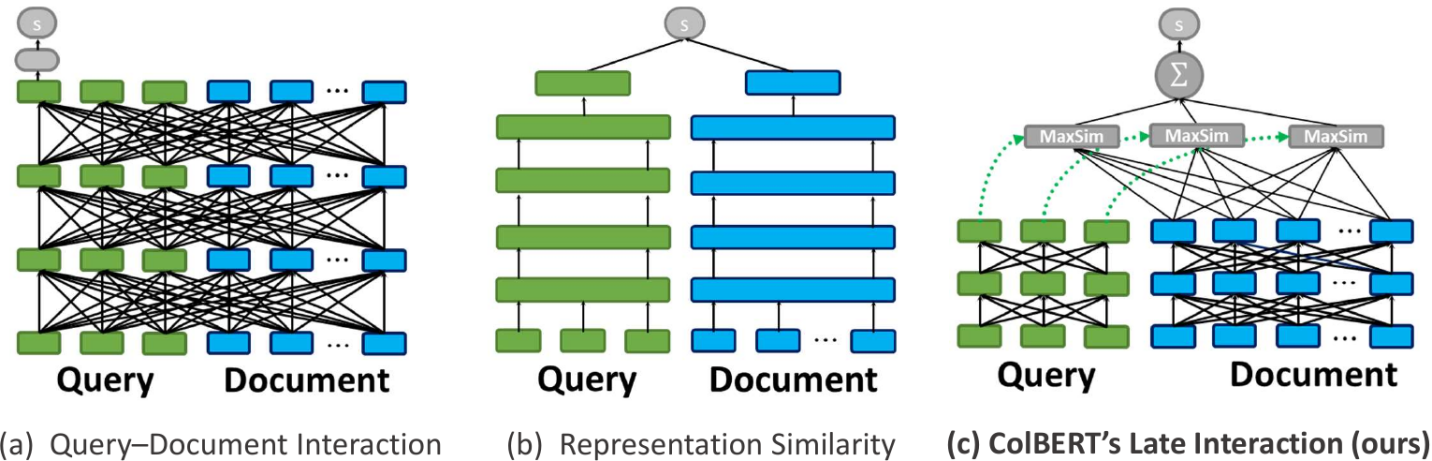 s
s
s
Σ
MaxSim MaxSim MaxSim
...
...
...
...
...
...
...
...
Query Document
Query Document
Query Document
(a) Query–Document Interaction
(b) Representation Similarity
(c) ColBERT's Late Interaction (ours)